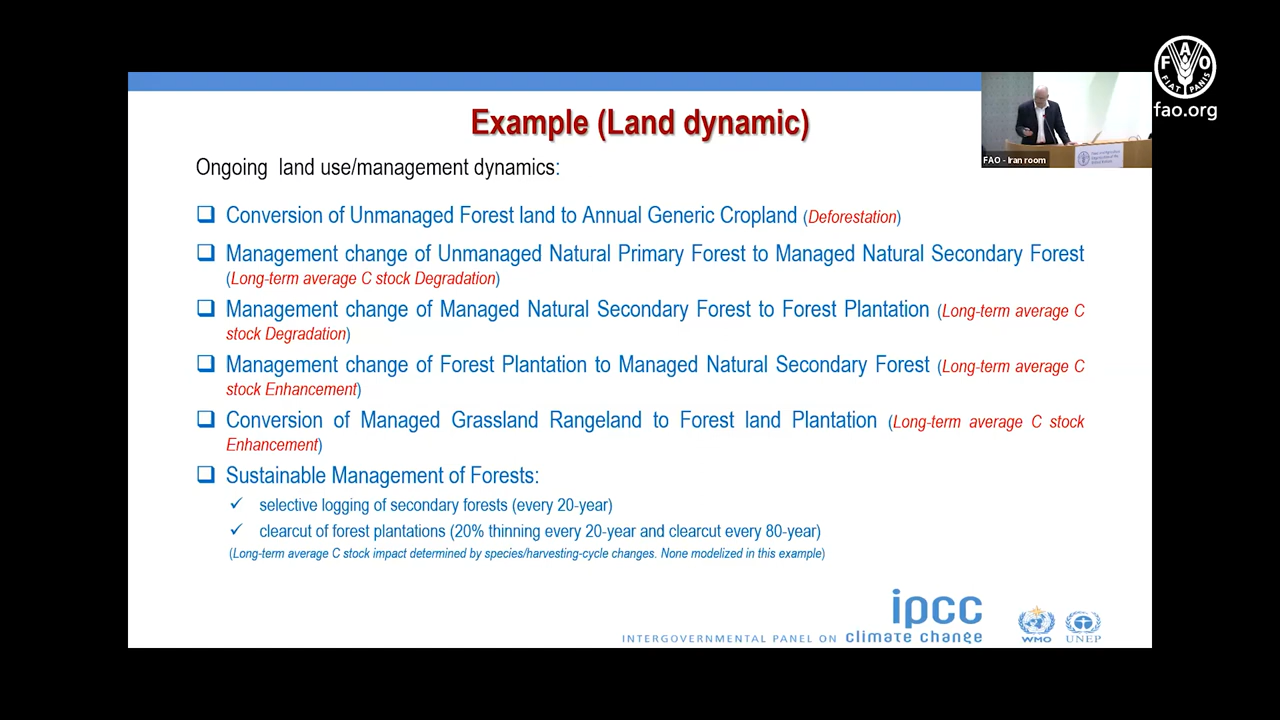 FAO
FIAT PANIS
fao.org
FAO - Iran room
Example (Land dynamic)
Ongoing land use/management dynamics:
Conversion of Unmanaged Forest land to Annual Generic Cropland (Deforestation)
Management change of Unmanaged Natural Primary Forest to Managed Natural Secondary Forest
(Long-term average C stock Degradation)
Management change of Managed Natural Secondary Forest to Forest Plantation (Long-term average C
stock Degradation)
Management change of Forest Plantation to Managed Natural Secondary Forest (Long-term average C
stock Enhancement)
Conversion of Managed Grassland Rangeland to Forest land Plantation (Long-term average C stock
Enhancement)
Sustainable Management of Forests:
selective logging of secondary forests (every 20-year)
clearcut of forest plantations (20% thinning every 20-year and clearcut every 80-year)
(Long-term average C stock impact determined by species/harvesting-cycle changes. None modelized in this example)
ipcc
INTERGOVERNMENTAL PANEL ON climate change
WMO
UNEP